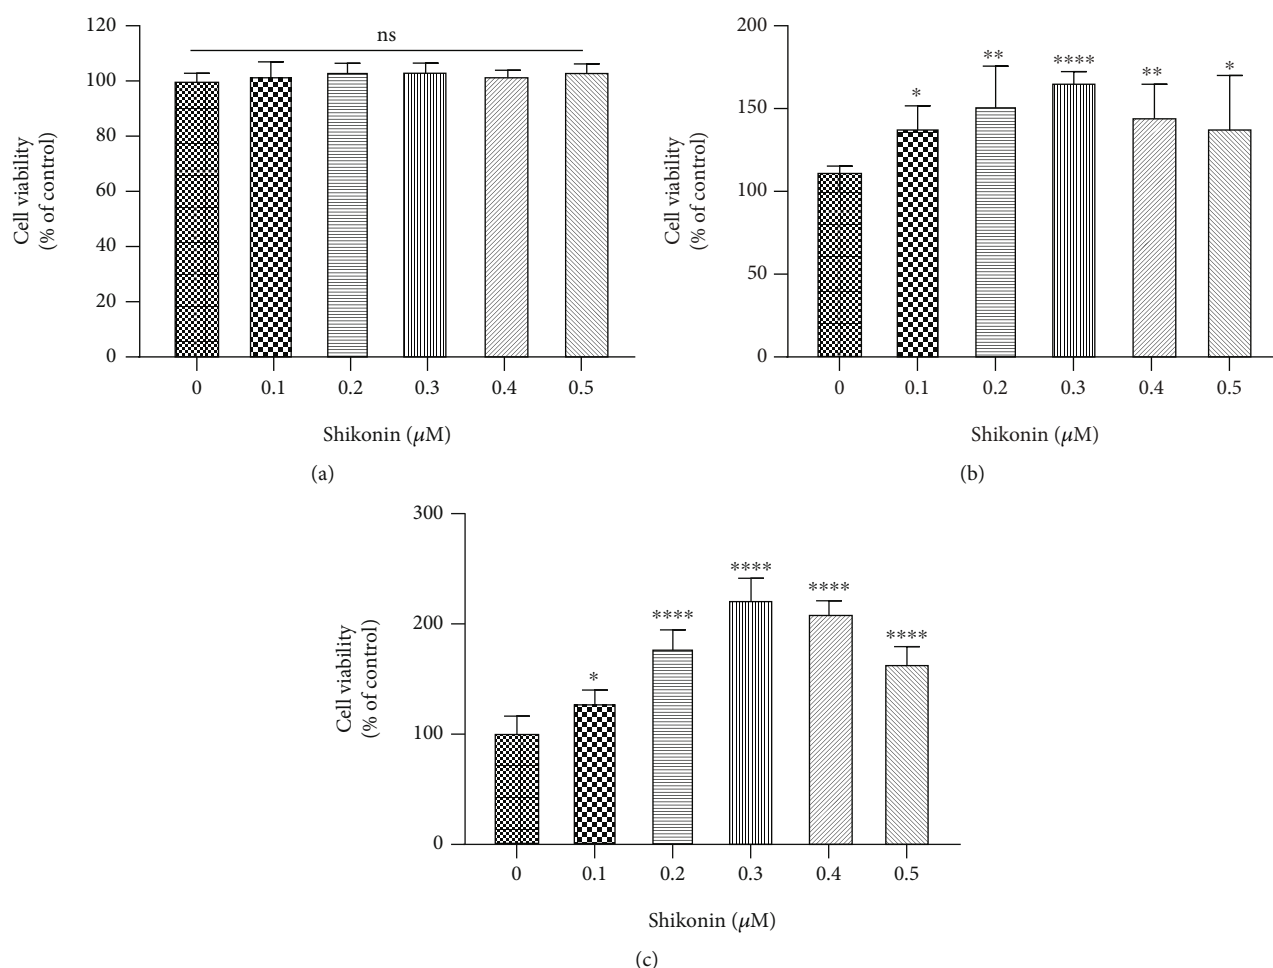 120
100
80
60
40
20
0
Cell viability
(% of control)
ns
0 0.1 0.2 0.3 0.4 0.5
Shikonin (μM)
(a)
200
150
100
50
0
Cell viability
(% of control)
* ** **** ** *
0 0.1 0.2 0.3 0.4 0.5
Shikonin (μM)
(b)
300
200
100
0
Cell viability
(% of control)
* **** **** **** ****
0 0.1 0.2 0.3 0.4 0.5
Shikonin (μM)
(c)